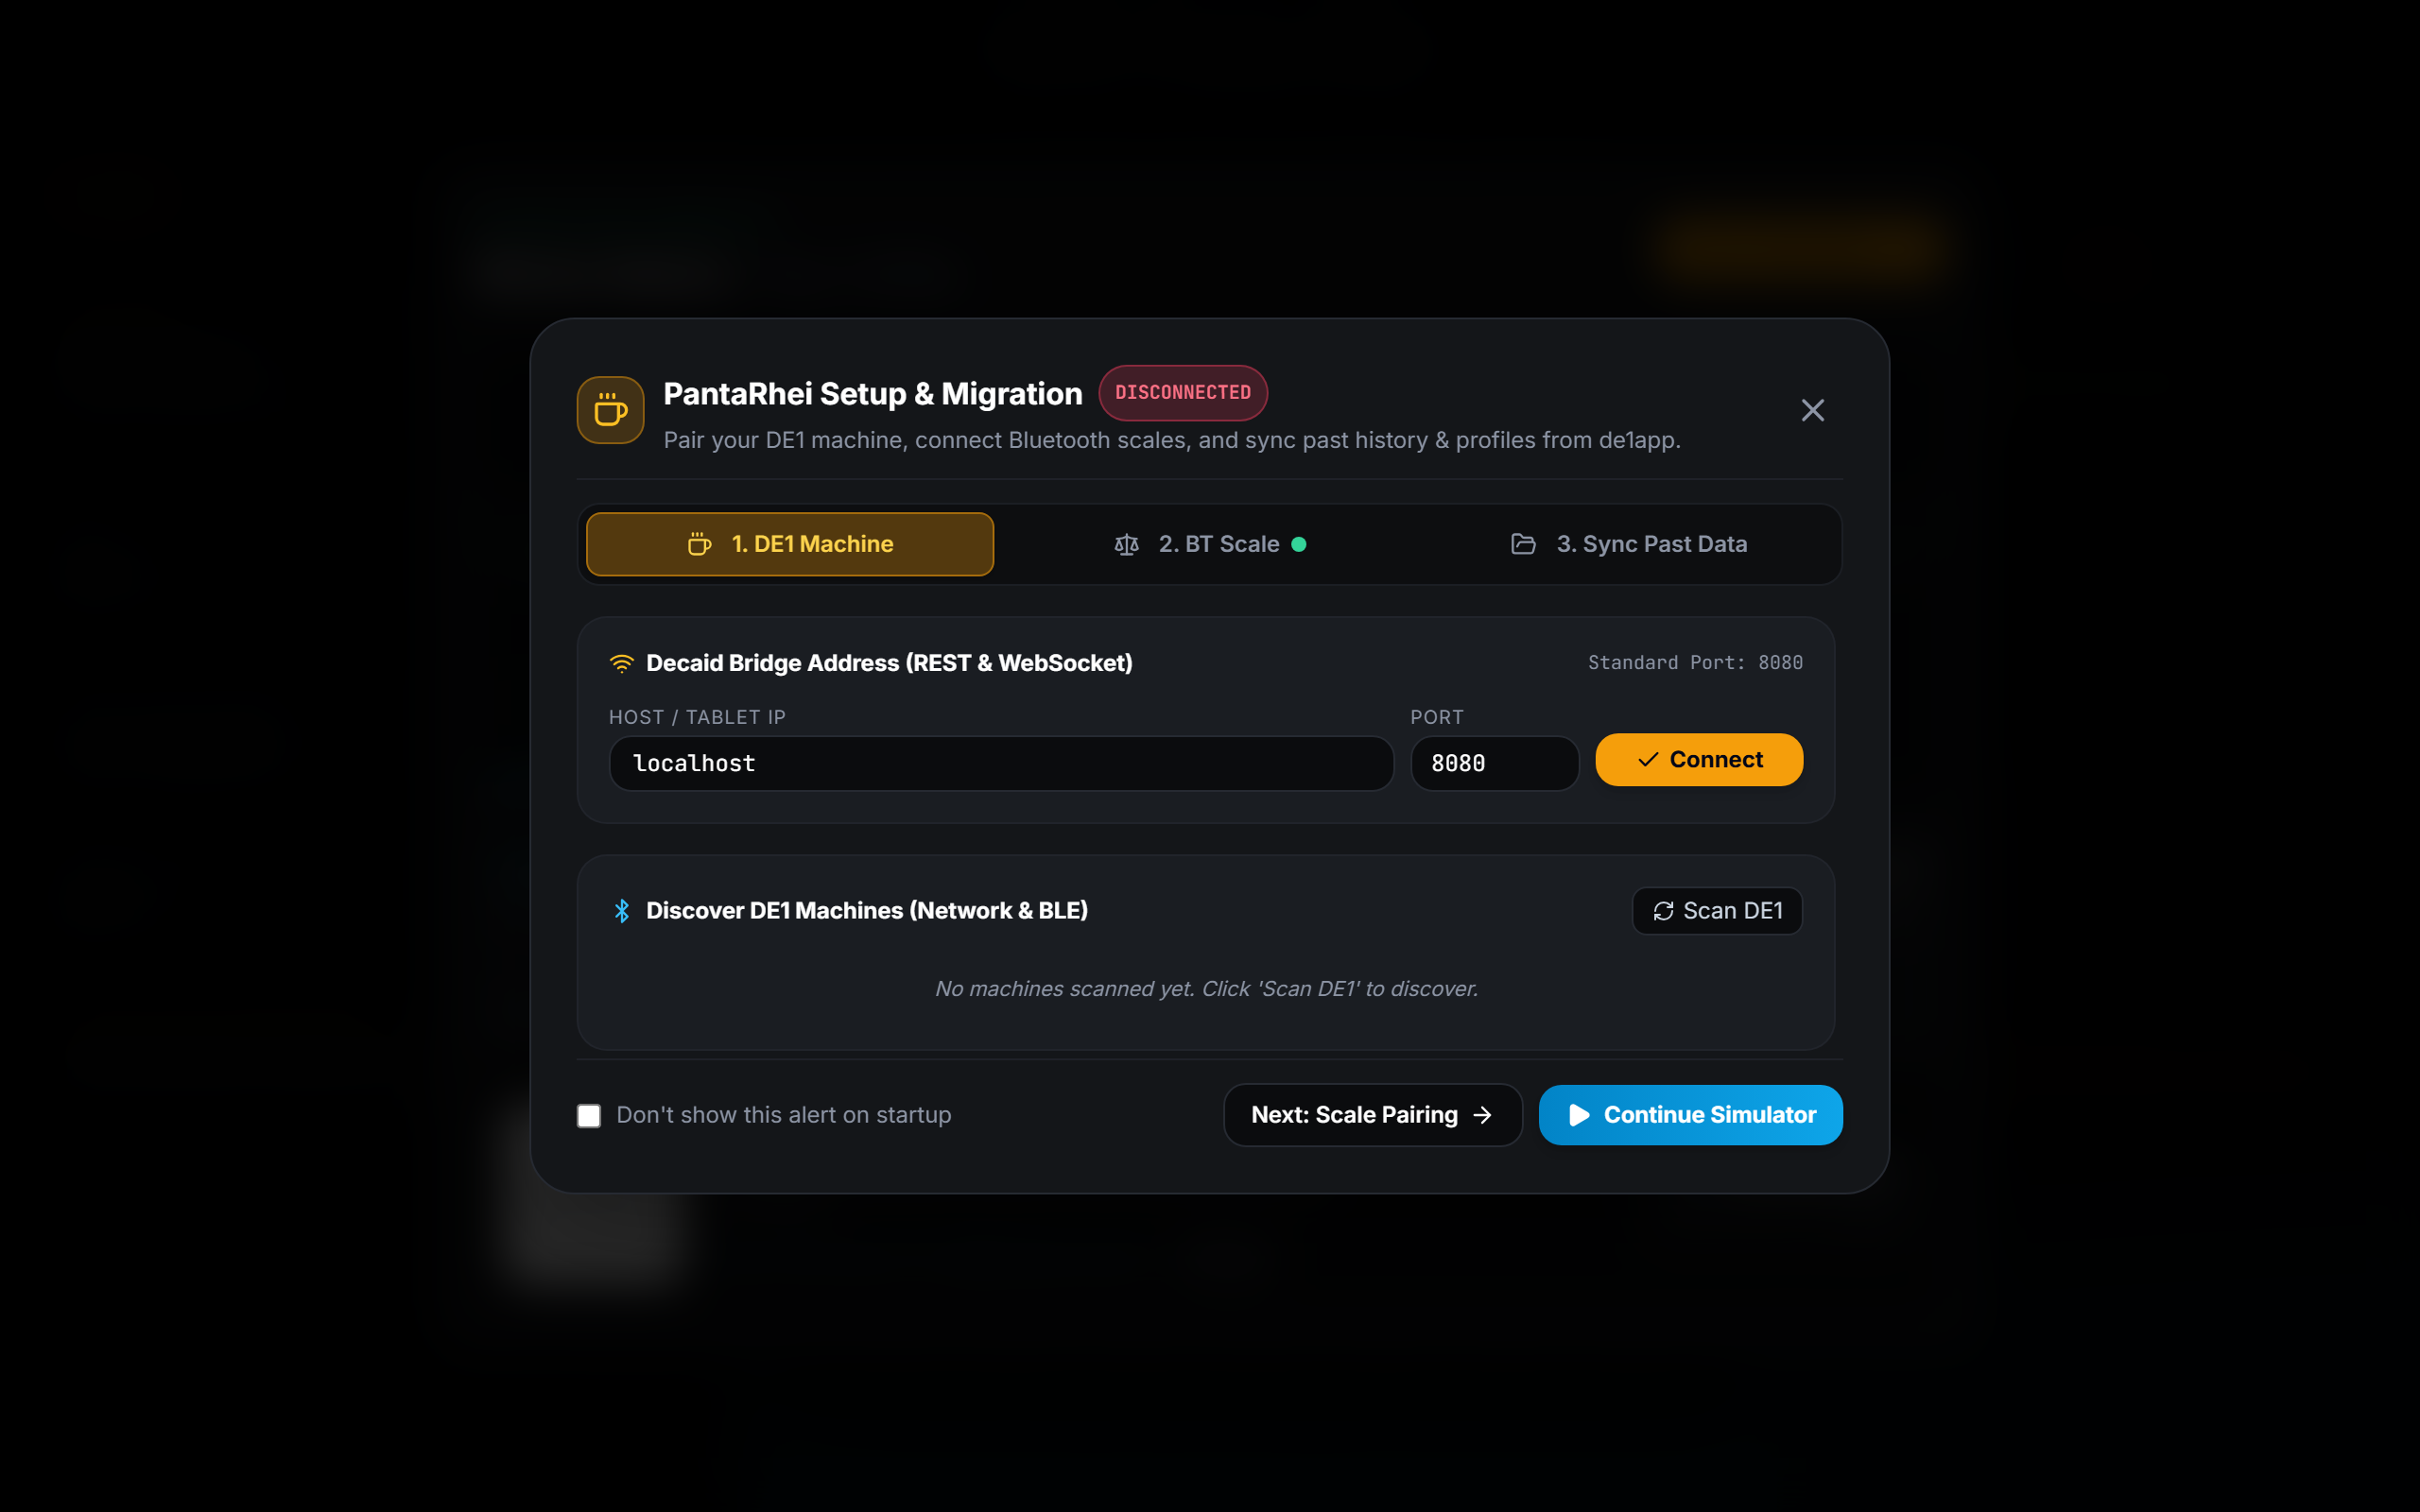 PantaRhei Setup & Migration DISCONNECTED
Pair your DE1 machine, connect Bluetooth scales, and sync past history & profiles from de1app.
1. DE1 Machine
2. BT Scale
3. Sync Past Data
Decaid Bridge Address (REST & WebSocket)
Standard Port: 8080
HOST / TABLET IP
PORT
localhost
8080
Connect
Discover DE1 Machines (Network & BLE)
Scan DE1
No machines scanned yet. Click 'Scan DE1' to discover.
Don't show this alert on startup
Next: Scale Pairing
Continue Simulator